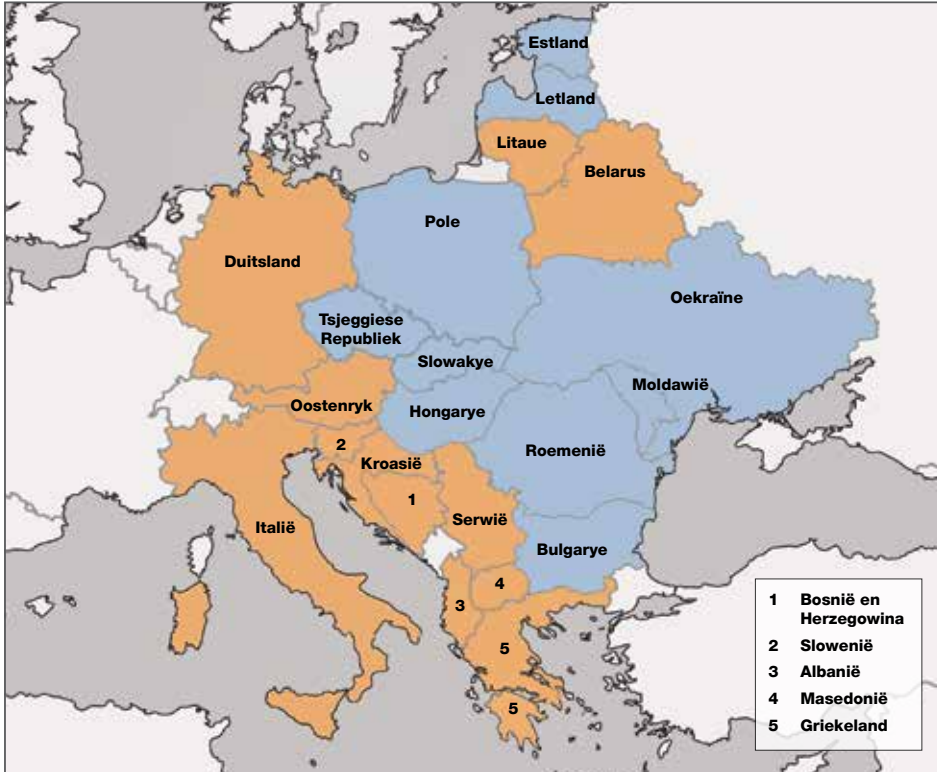 Estland
Letland
Litaue
Belarus
Pole
Duitsland
Oekraïne
Tsjeggiese
Republiek
Slowakye
Moldawië
Oostenryk
Hongarye
2
Kroasië
Roemenië
1
Serwië
Italië
Bulgarye
4
3
5
5
1 Bosnië en
Herzegowina
2 Slowenië
3 Albanië
4 Masedonië
5 Griekeland